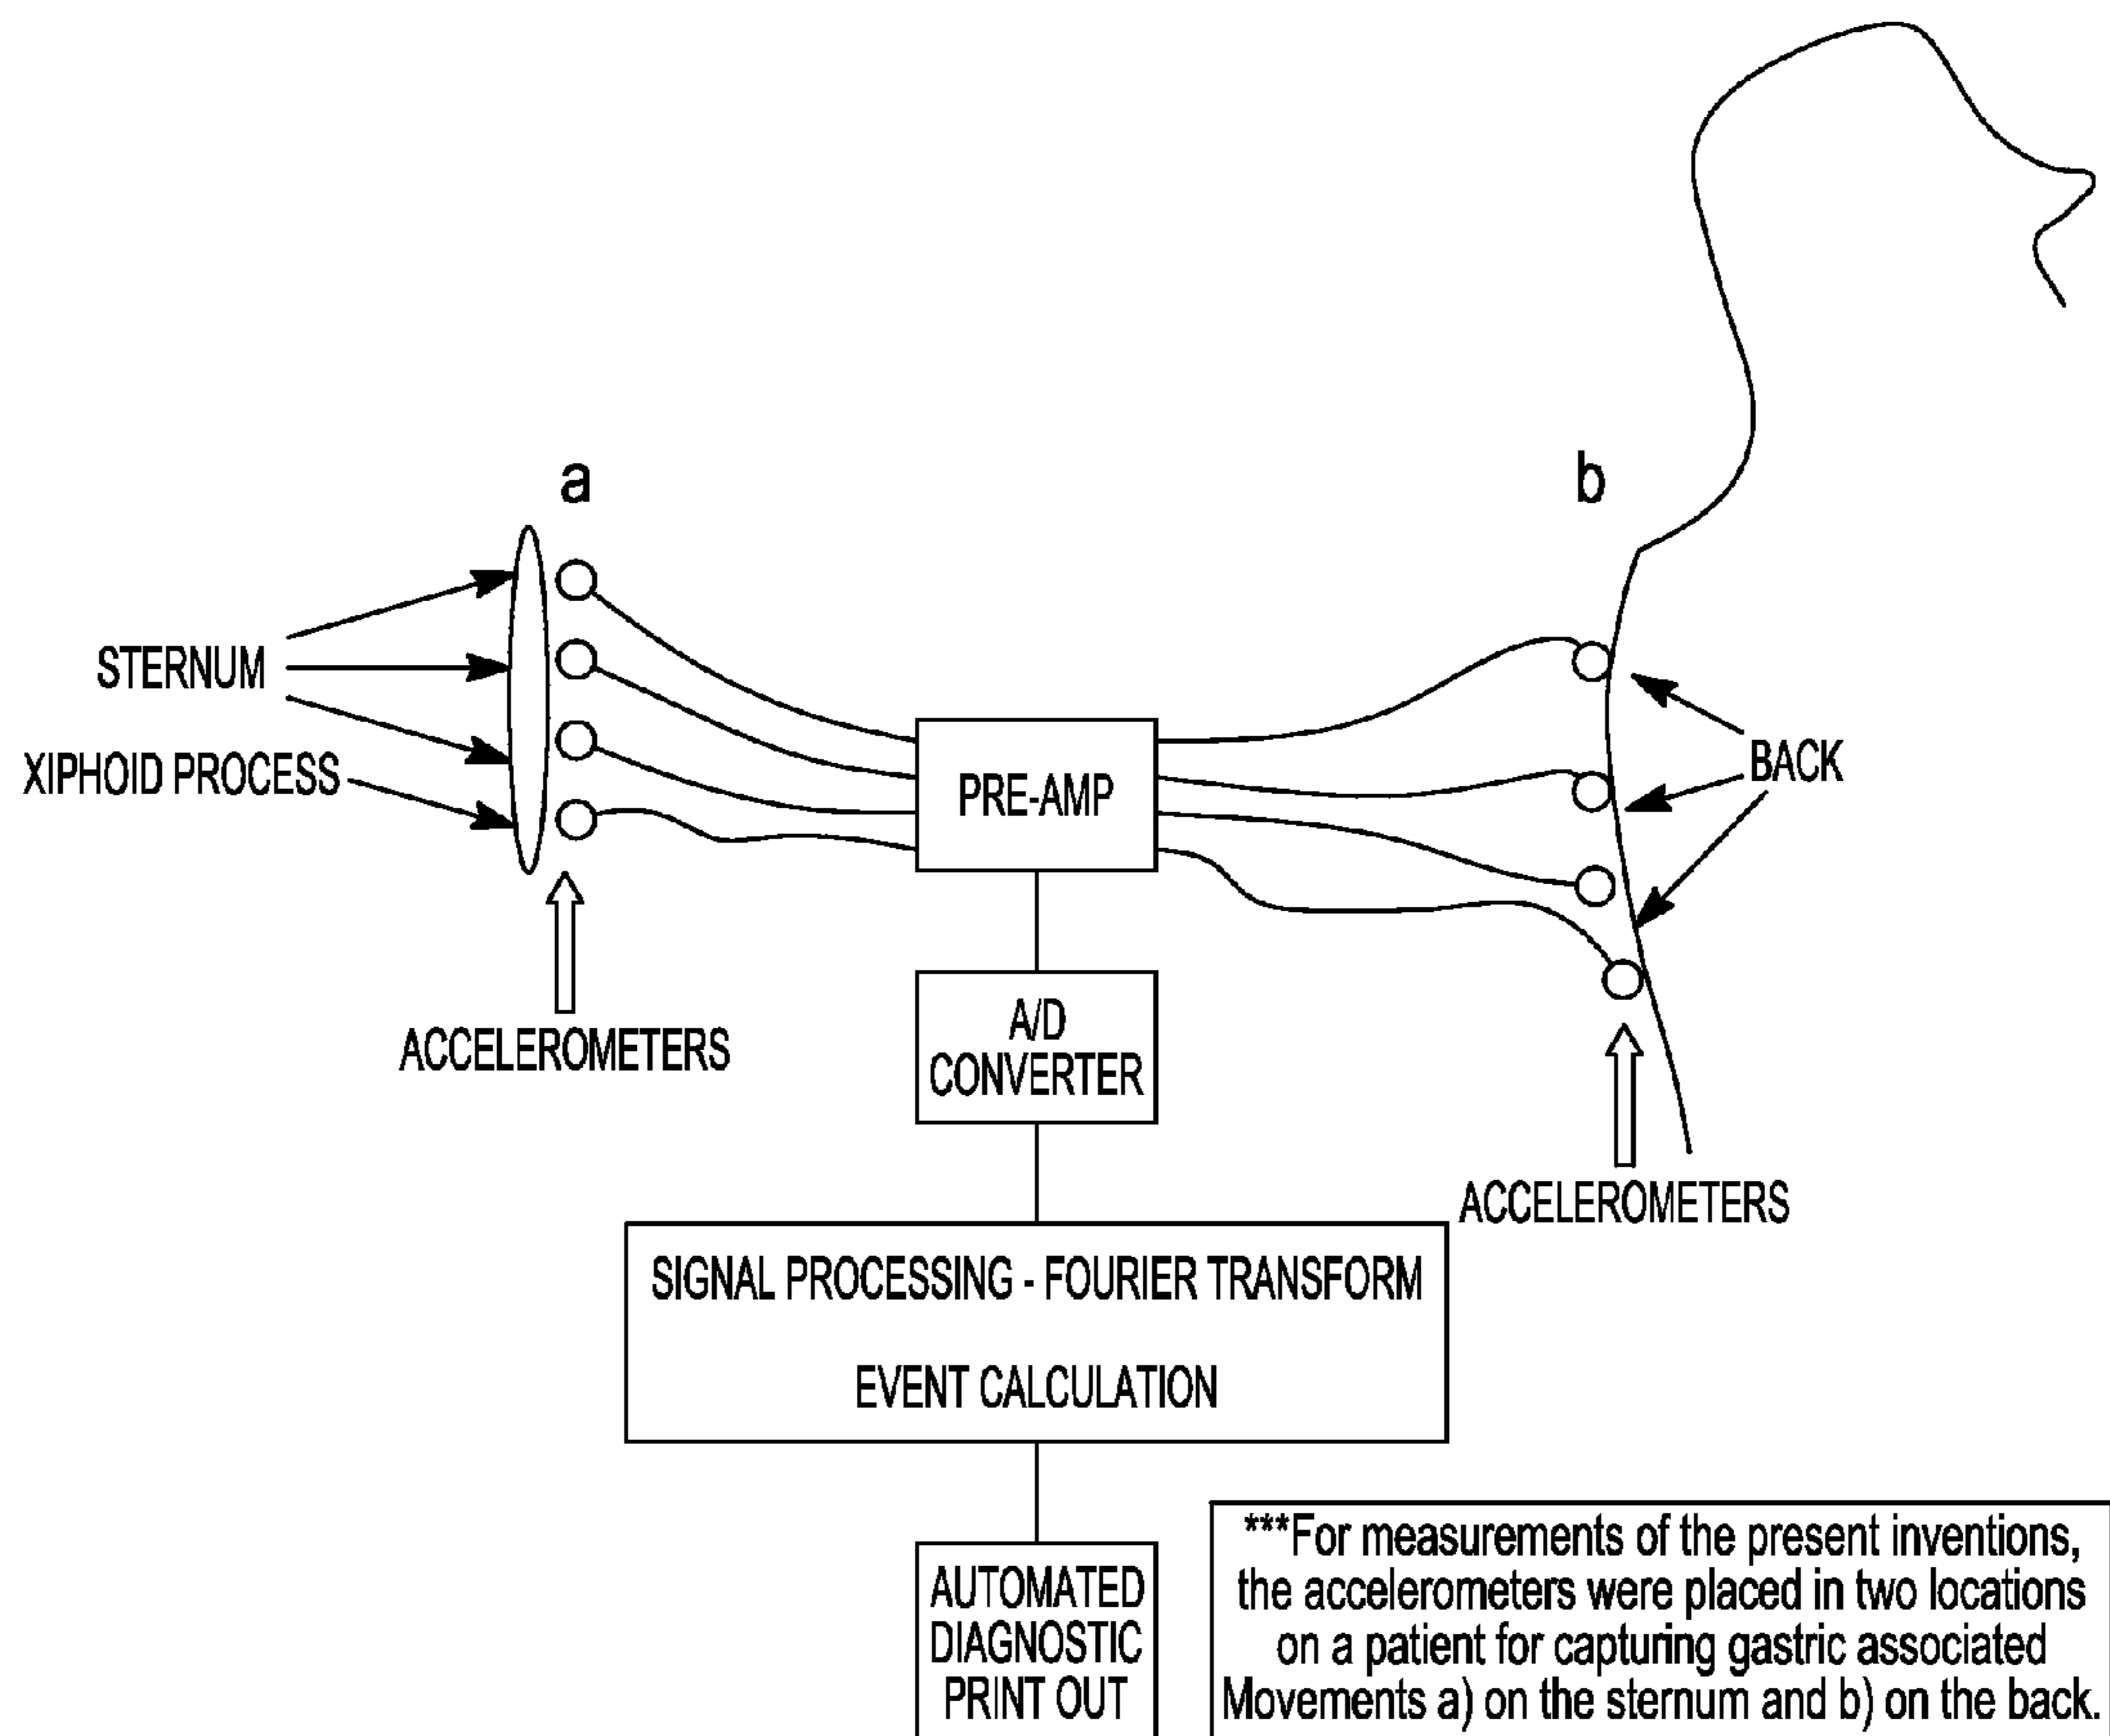 a
b
STERNUM
XIPHOID PROCESS
PRE-AMP
BACK
ACCELEROMETERS
A/D
CONVERTER
ACCELEROMETERS
SIGNAL PROCESSING - FOURIER TRANSFORM
EVENT CALCULATION
AUTOMATED
DIAGNOSTIC
PRINT OUT
***For measurements of the present inventions,
the accelerometers were placed in two locations
on a patient for capturing gastric associated
Movements a) on the sternum and b) on the back.